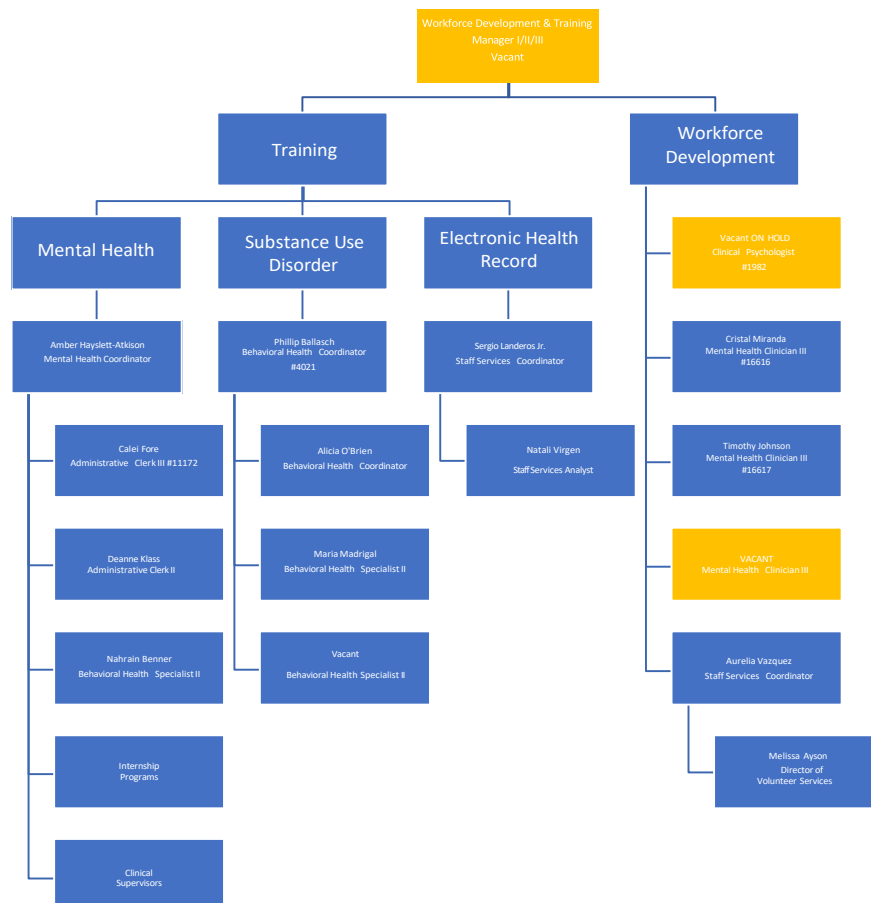 Workforce Development & Training
Manager I/II/III
Vacant
Training
Workforce
Development
Mental Health
Substance Use
Disorder
Electronic Health
Record
Vacant ON HOLD
Clinical Psychologist
#1982
Amber Hayslett-Atkison
Mental Health Coordinator
Phillip Ballasch
Behavioral Health Coordinator
#4021
Sergio Landeros Jr.
Staff Services Coordinator
Cristal Miranda
Mental Health Clinician III
#16616
Calei Fore
Administrative Clerk III #11172
Alicia O'Brien
Behavioral Health Coordinator
Natali Virgen
Staff Services Analyst
Timothy Johnson
Mental Health Clinician III
#16617
Deanne Klass
Administrative Clerk II
Maria Madrigal
Behavioral Health Specialist II
VACANT
Mental Health Clinician III
Nahrain Benner
Behavioral Health Specialist II
Vacant
Behavioral Health Specialist II
Aurelia Vazquez
Staff Services Coordinator
Internship
Programs
Melissa Ayson
Director of
Volunteer Services
Clinical
Supervisors